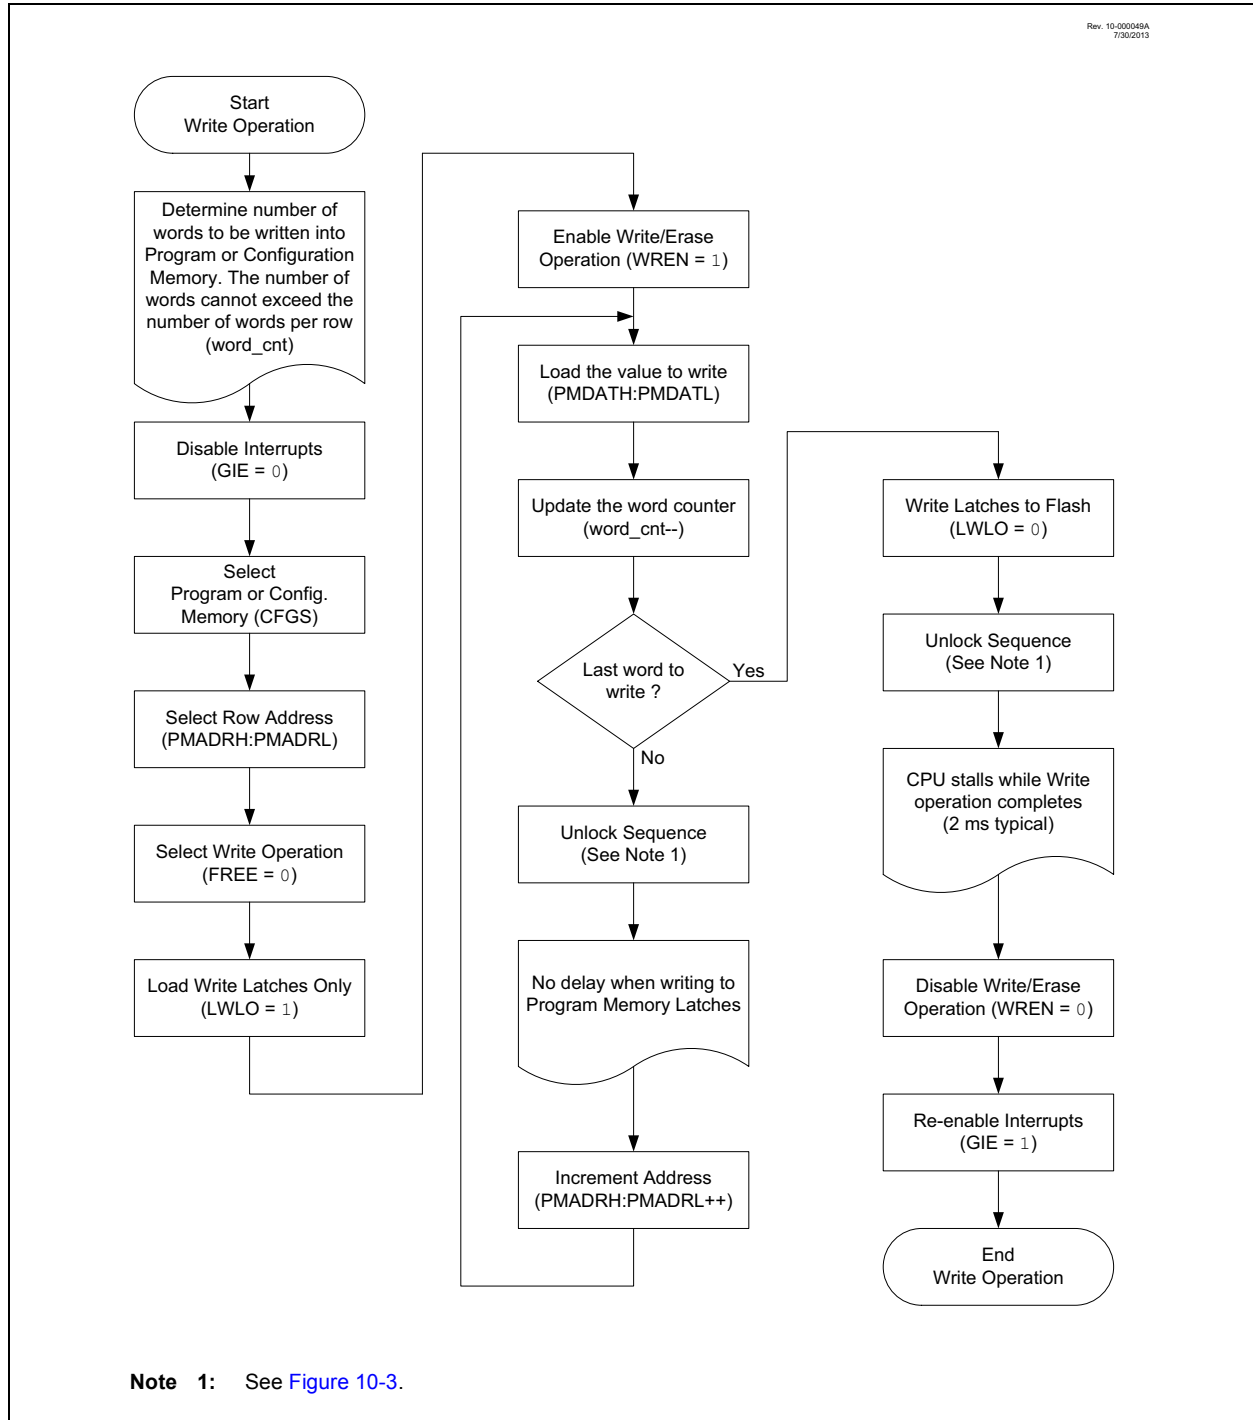 Rev. 10-000049A
7/30/2013
Start
Write Operation
Determine number of
words to be written into
Program or Configuration
Memory. The number of
words cannot exceed the
number of words per row
(word_cnt)
Disable Interrupts
(GIE = 0)
Select
Program or Config.
Memory (CFGS)
Select Row Address
(PMADRH:PMADRL)
Select Write Operation
(FREE = 0)
Load Write Latches Only
(LWLO = 1)
Enable Write/Erase
Operation (WREN = 1)
Load the value to write
(PMDATH:PMDATL)
Update the word counter
(word_cnt--)
Last word to
write ?
Yes
No
Unlock Sequence
(See Note 1)
No delay when writing to
Program Memory Latches
Increment Address
(PMADRH:PMADRL++)
Write Latches to Flash
(LWLO = 0)
Unlock Sequence
(See Note 1)
CPU stalls while Write
operation completes
(2 ms typical)
Disable Write/Erase
Operation (WREN = 0)
Re-enable Interrupts
(GIE = 1)
End
Write Operation
Note 1: See Figure 10-3.